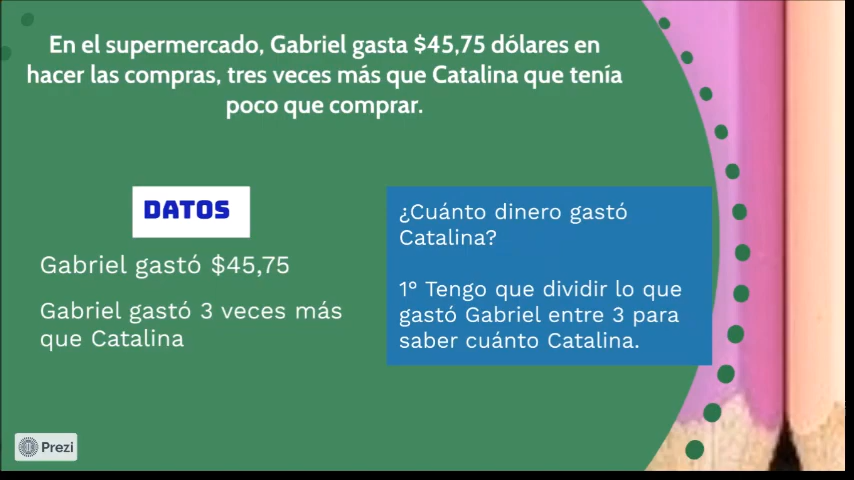 En el supermercado, Gabriel gasta $45,75 dólares en
hacer las compras, tres veces más que Catalina que tenía
poco que comprar.
DATOS
Gabriel gastó $45,75
Gabriel gastó 3 veces más
que Catalina
¿Cuánto dinero gastó
Catalina?
1° Tengo que dividir lo que
gastó Gabriel entre 3 para
saber cuánto Catalina.
Prezi